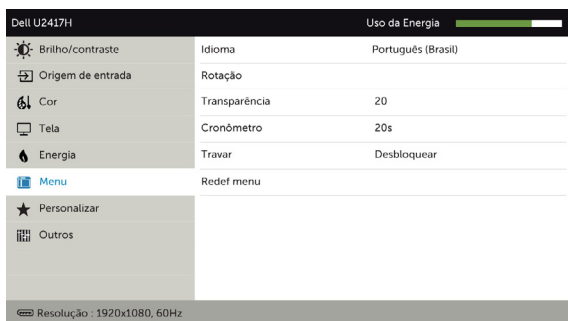 Dell U2417H Uso da Energia
Brilho/contraste Idioma Português (Brasil)
Origem de entrada Rotação
Cor Transparência 20
Tela Cronômetro 20s
Energia Travar Desbloquear
Menu Redef menu
Personalizar
Outros
Resolução : 1920x1080, 60Hz